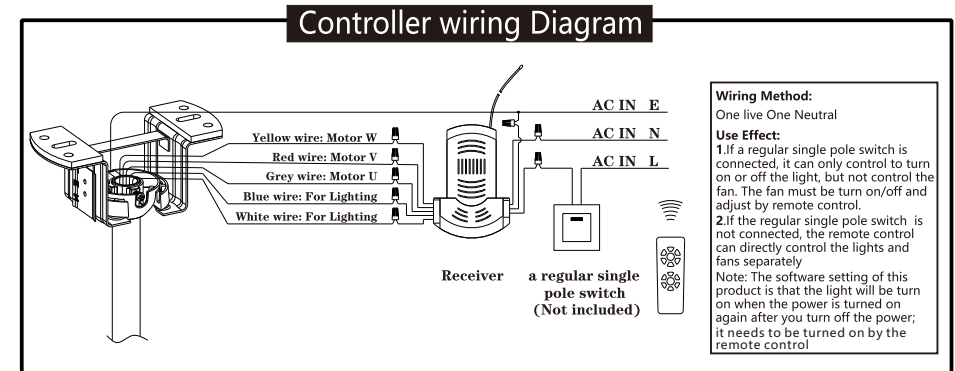 Controller wiring Diagram
AC IN E
AC IN N
AC IN L
Yellow wire: Motor W
Red wire: Motor V
Grey wire: Motor U
Blue wire: For Lighting
White wire: For Lighting
Receiver
a regular single
pole switch
(Not included)
Wiring Method:
One live One Neutral
Use Effect:
1.If a regular single pole switch is
connected, it can only control to turn
on or off the light, but not control the
fan. The fan must be turn on/off and
adjust by remote control.
2.If the regular single pole switch is
not connected, the remote control
can directly control the lights and
fans separately
Note: The software setting of this
product is that the light will be turn
on when the power is turned on
again after you turn off the power;
it needs to be turned on by the
remote control